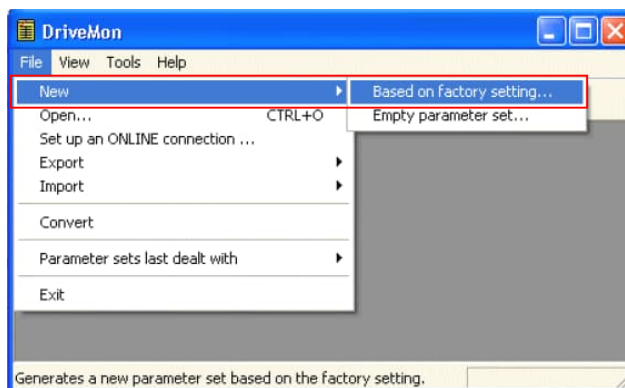 DriveMon
File View Tools Help
New Based on factory setting...
Open... CTRL+O Empty parameter set...
Set up an ONLINE connection ...
Export
Import
Convert
Parameter sets last dealt with
Exit
Generates a new parameter set based on the factory setting.